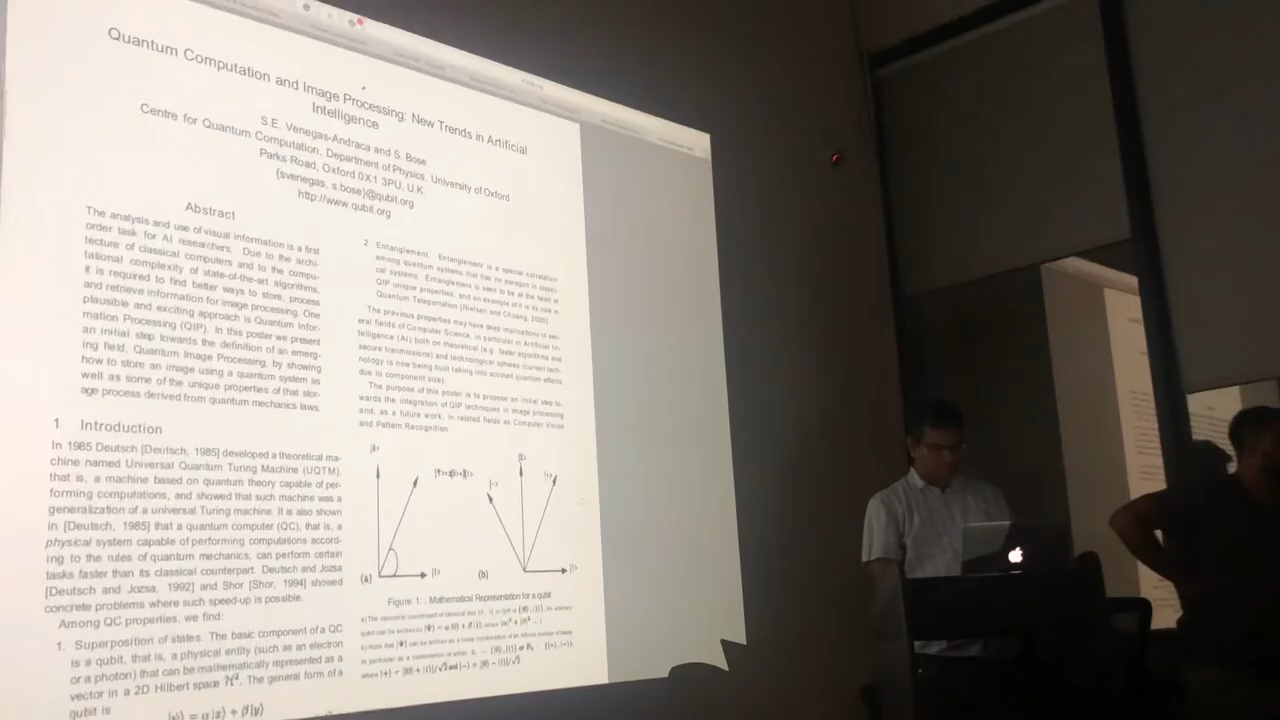 Quantum Computation and Image Processing: New Trends in Artificial
Intelligence
S.E. Venegas-Andraca and S. Bose
Centre for Quantum Computation, Department of Physics, University of Oxford
Parks Road, Oxford OX1 3PU, U.K.
{svenegas, s.bose}@qubit.org
http://www.qubit.org
Abstract
The analysis and use of visual information is a first
order task for AI researchers. Due to the archi-
tecture of classical computers and to the compu-
tational complexity of state-of-the-art algorithms,
it is required to find better ways to store, process
and retrieve information for image processing. One
plausible and exciting approach is Quantum Infor-
mation Processing (QIP). In this poster we present
an initial step towards the definition of an emerg-
ing field, Quantum Image Processing, by showing
how to store an image using a quantum system as
well as some of the unique properties of that stor-
age process derived from quantum mechanics laws.
1 Introduction
In 1985 Deutsch [Deutsch, 1985] developed a theoretical ma-
chine named Universal Quantum Turing Machine (UQTM),
that is, a machine based on quantum theory capable of per-
forming computations, and showed that such machine was a
generalization of a universal Turing machine. It is also shown
in [Deutsch, 1985] that a quantum computer (QC), that is, a
physical system capable of performing computations accord-
ing to the rules of quantum mechanics, can perform certain
tasks faster than its classical counterpart. Deutsch and Jozsa
[Deutsch and Jozsa, 1992] and Shor [Shor, 1994] showed
concrete problems where such speed-up is possible.
Among QC properties, we find:
1. Superposition of states. The basic component of a QC
is a qubit, that is, a physical entity (such as an electron
or a photon) that can be mathematically represented as a
vector in a 2D Hilbert space ℋ². The general form of a
qubit is
|ψ⟩ = α|x⟩ + β|y⟩
2. Entanglement. Entanglement is a special correlation
among quantum systems that has no paragon in classi-
cal systems. Entanglement is seen to be at the heart of
QIP unique properties, and an example of it is its role in
Quantum Teleportation [Nielsen and Chuang, 2000].
The previous properties may have deep implications in sev-
eral fields of Computer Science, in particular in Artificial In-
telligence (AI) both on theoretical (e.g. faster algorithms and
secure tranmissions) and technological spheres (current tech-
nology is now being built taking into account quantum effects
due to component size).
The purpose of this poster is to propose an initial step to-
wards the integration of QIP techniques in image processing
and, as a future work, in related fields as Computer Vision
and Pattern Recognition
(a)
(b)
Figure 1: . Mathematical Representation for a qubit